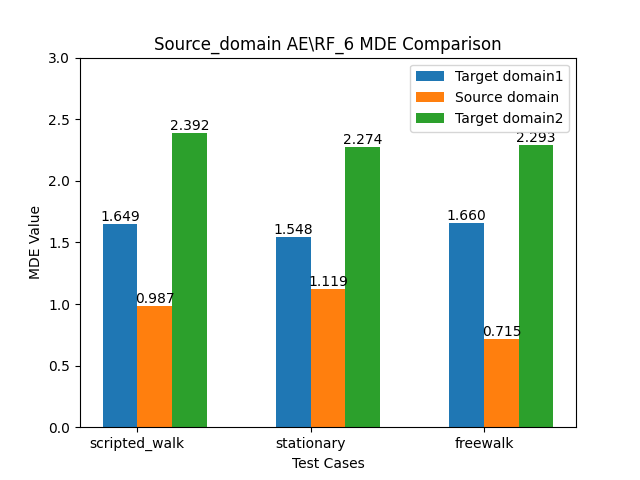 Source_domain AE\RF_6 MDE Comparison
3.0
2.5
2.0
1.5
1.0
0.5
0.0
MDE Value
Target domain1
Source domain
Target domain2
1.649
0.987
2.392
1.548
1.119
2.274
1.660
0.715
2.293
scripted_walk
stationary
freewalk
Test Cases